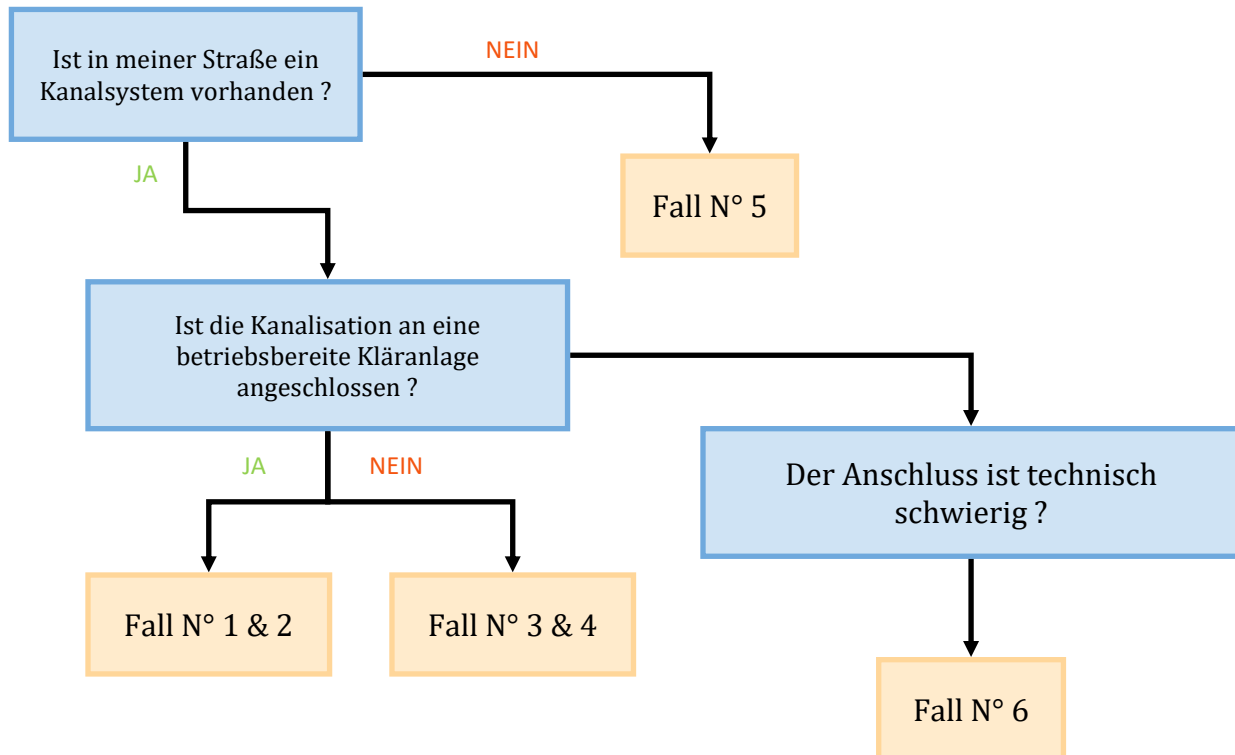 Ist in meiner Straße ein
Kanalsystem vorhanden ?
NEIN
JA
Fall N° 5
Ist die Kanalisation an eine
betriebsbereite Kläranlage
angeschlossen ?
JA
NEIN
Der Anschluss ist technisch
schwierig ?
Fall N° 1 & 2
Fall N° 3 & 4
Fall N° 6